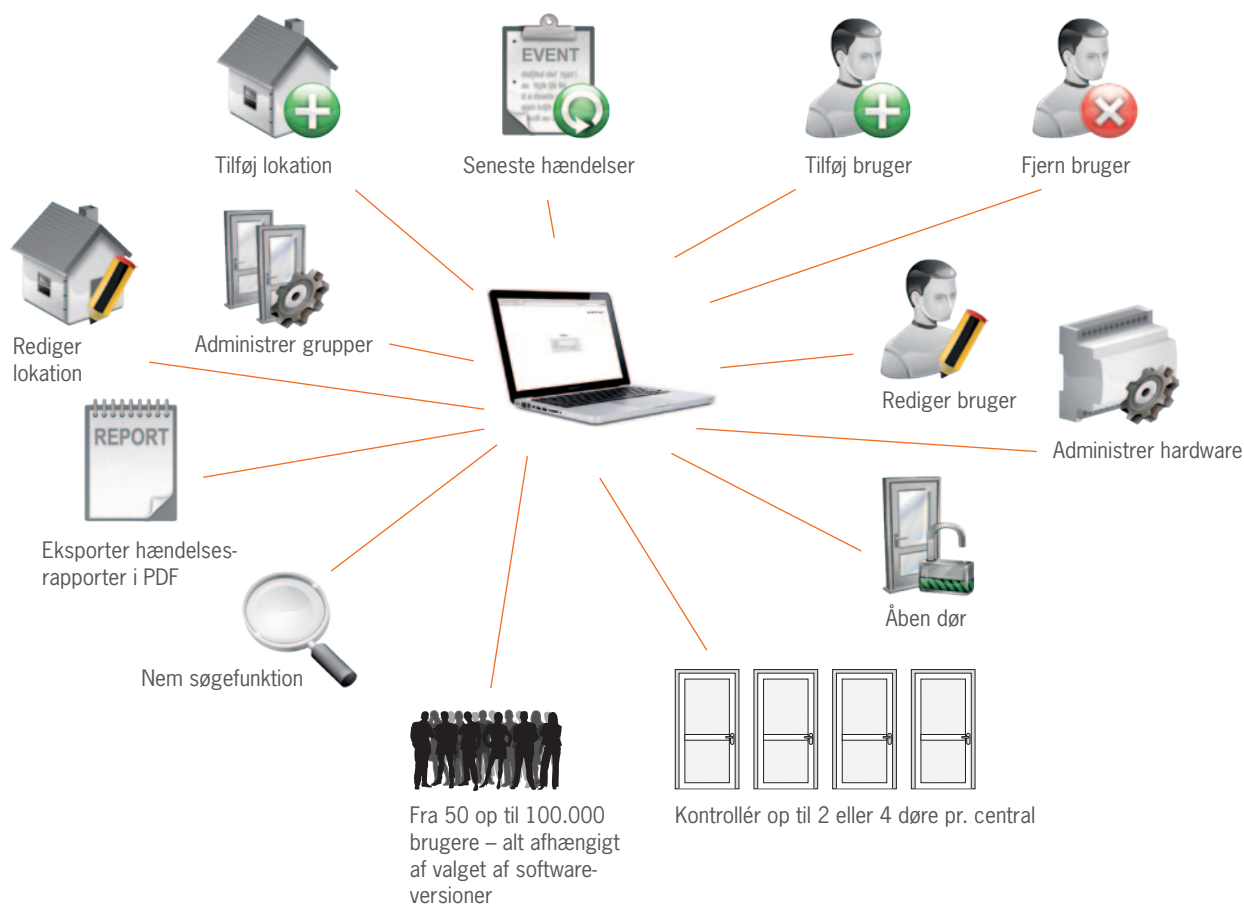 EVENT
Tilføj lokation
Seneste hændelser
Tilføj bruger
Fjern bruger
Rediger
lokation
Administrer grupper
Rediger bruger
Administrer hardware
REPORT
Eksporter hændelses-
rapporter i PDF
Åben dør
Nem søgefunktion
Fra 50 op til 100.000
brugere – alt afhængigt
af valget af software-
versioner
Kontrollér op til 2 eller 4 døre pr. central